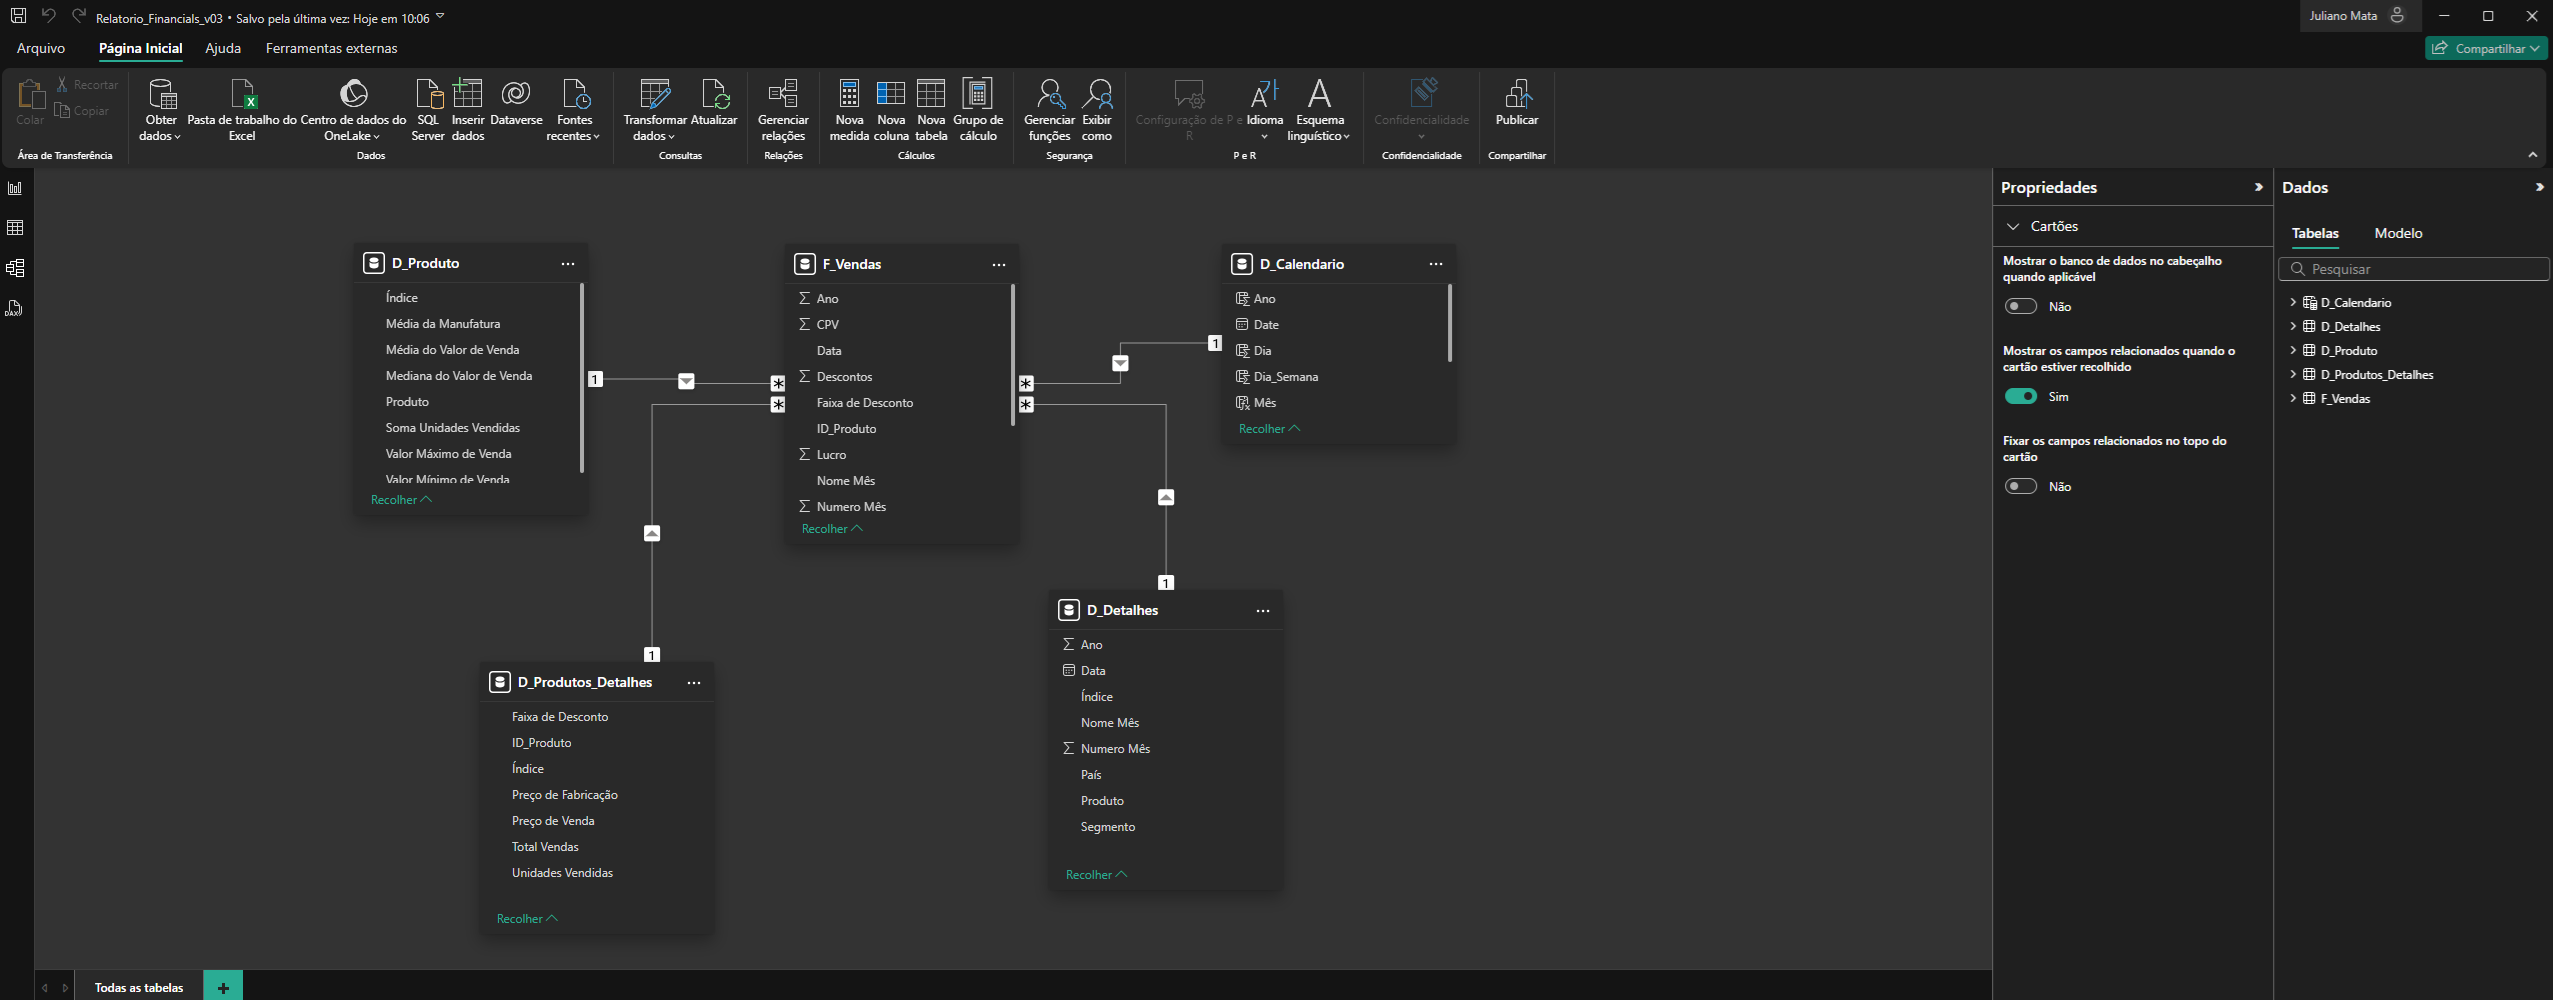 Relatorio_Financials_v03 • Salvo pela última vez: Hoje em 10:06
Juliano Mata
Arquivo
Página Inicial
Ajuda
Ferramentas externas
Compartilhar
Colar
Recortar
Copiar
Área de Transferência
Obter dados
Pasta de trabalho do Excel
Centro de dados do OneLake
SQL Server
Inserir dados
Dataverse
Fontes recentes
Dados
Transformar dados
Atualizar
Consultas
Gerenciar relações
Relações
Nova medida
Nova coluna
Nova tabela
Grupo de cálculo
Cálculos
Gerenciar funções
Exibir como
Segurança
Configuração de P e R
Idioma
Esquema linguístico
P e R
Confidencialidade
Confidencialidade
Publicar
Compartilhar
DAX
D_Produto
Índice
Média da Manufatura
Média do Valor de Venda
Mediana do Valor de Venda
Produto
Soma Unidades Vendidas
Valor Máximo de Venda
Valor Mínimo de Venda
Recolher
1
*
*
F_Vendas
Ano
CPV
Data
Descontos
Faixa de Desconto
ID_Produto
Lucro
Nome Mês
Numero Mês
Recolher
*
*
1
D_Calendario
Ano
Date
Dia
Dia_Semana
Mês
Recolher
1
D_Produtos_Detalhes
Faixa de Desconto
ID_Produto
Índice
Preço de Fabricação
Preço de Venda
Total Vendas
Unidades Vendidas
Recolher
1
D_Detalhes
Ano
Data
Índice
Nome Mês
Numero Mês
País
Produto
Segmento
Recolher
Propriedades
Cartões
Mostrar o banco de dados no cabeçalho
quando aplicável
Não
Mostrar os campos relacionados quando o
cartão estiver recolhido
Sim
Fixar os campos relacionados no topo do
cartão
Não
Dados
Tabelas
Modelo
Pesquisar
D_Calendario
D_Detalhes
D_Produto
D_Produtos_Detalhes
F_Vendas
Todas as tabelas
+